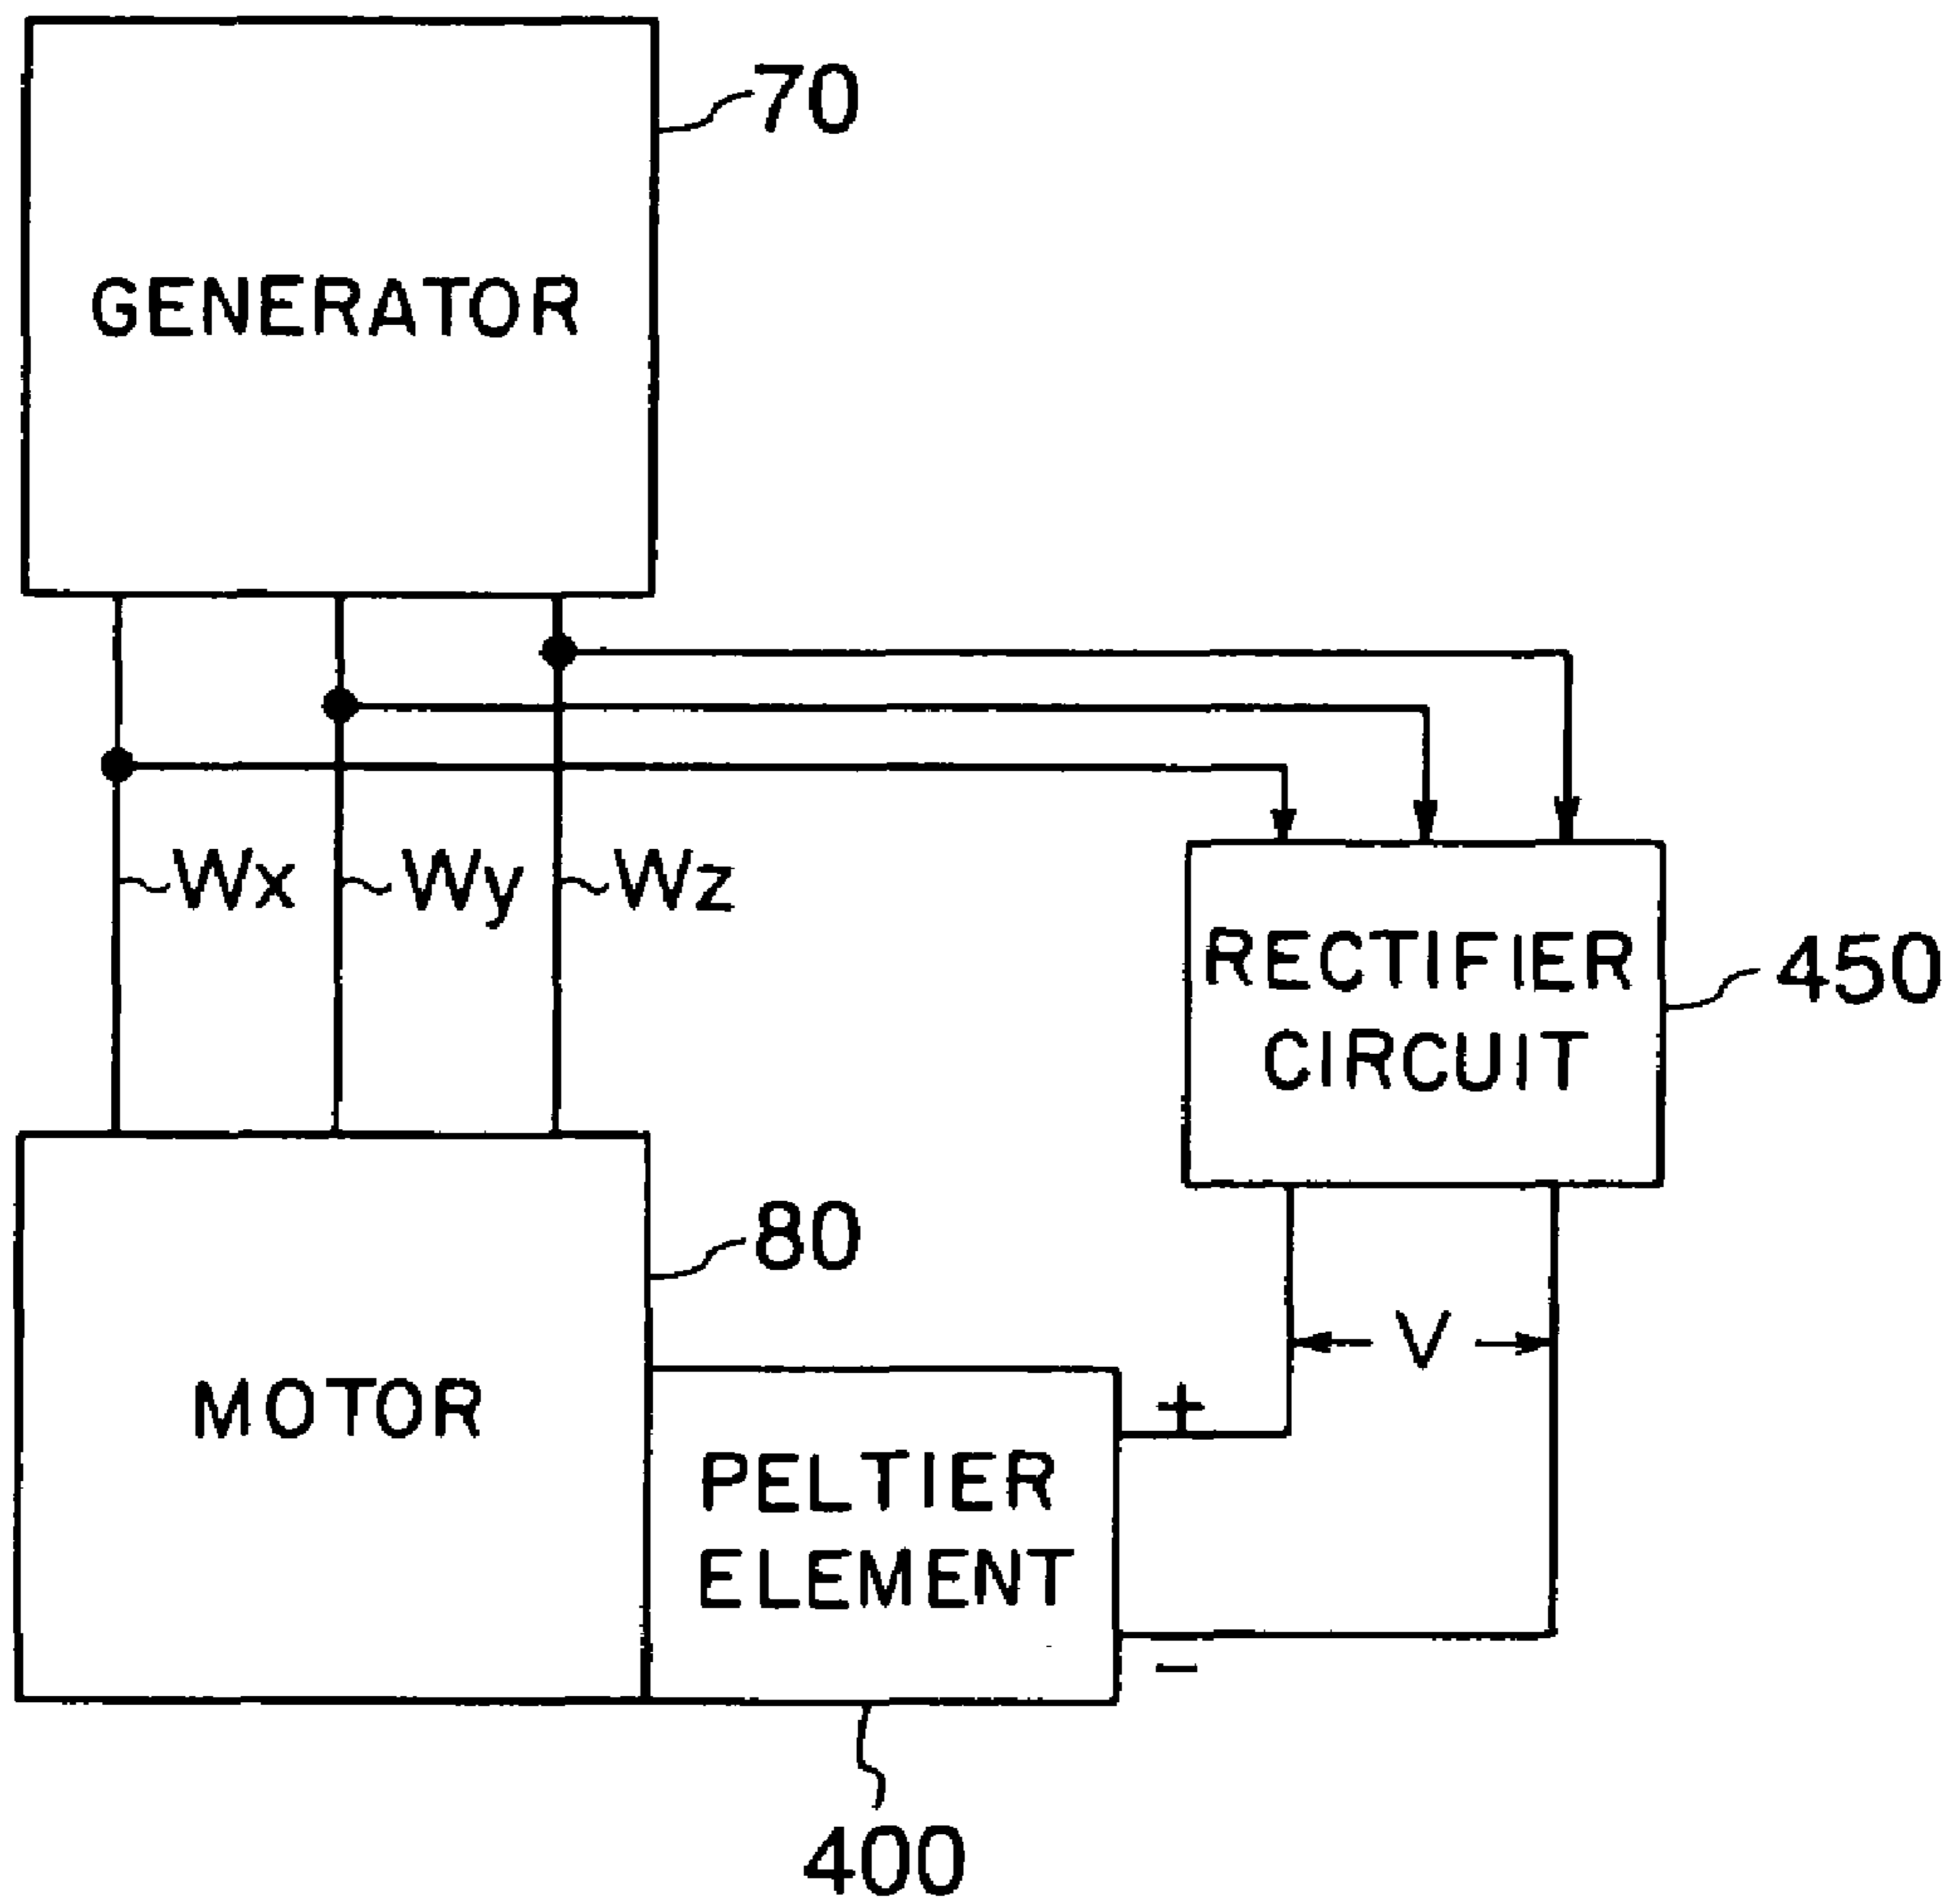 70
GENERATOR
Wx Wy Wz
RECTIFIER
CIRCUIT
450
80
V
MOTOR
+
PELTIER
ELEMENT
−
400